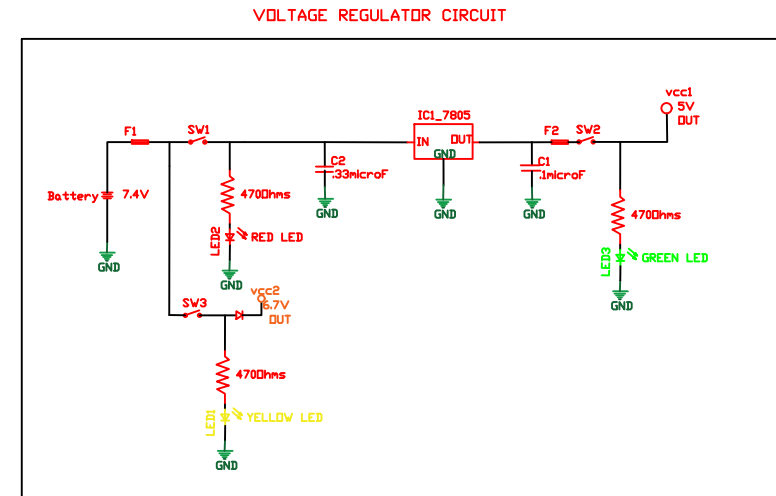 VOLTAGE REGULATOR CIRCUIT
vcc1
5V
OUT
IC1_7805
F1
SW1
F2
SW2
IN
OUT
GND
C2
.33microF
C1
.1microF
Battery
7.4V
470Ohms
470Ohms
GND
GND
GND
LED2
RED LED
GND
LED3
GREEN LED
GND
vcc2
6.7V
OUT
GND
SW3
470Ohms
LED1
YELLOW LED
GND